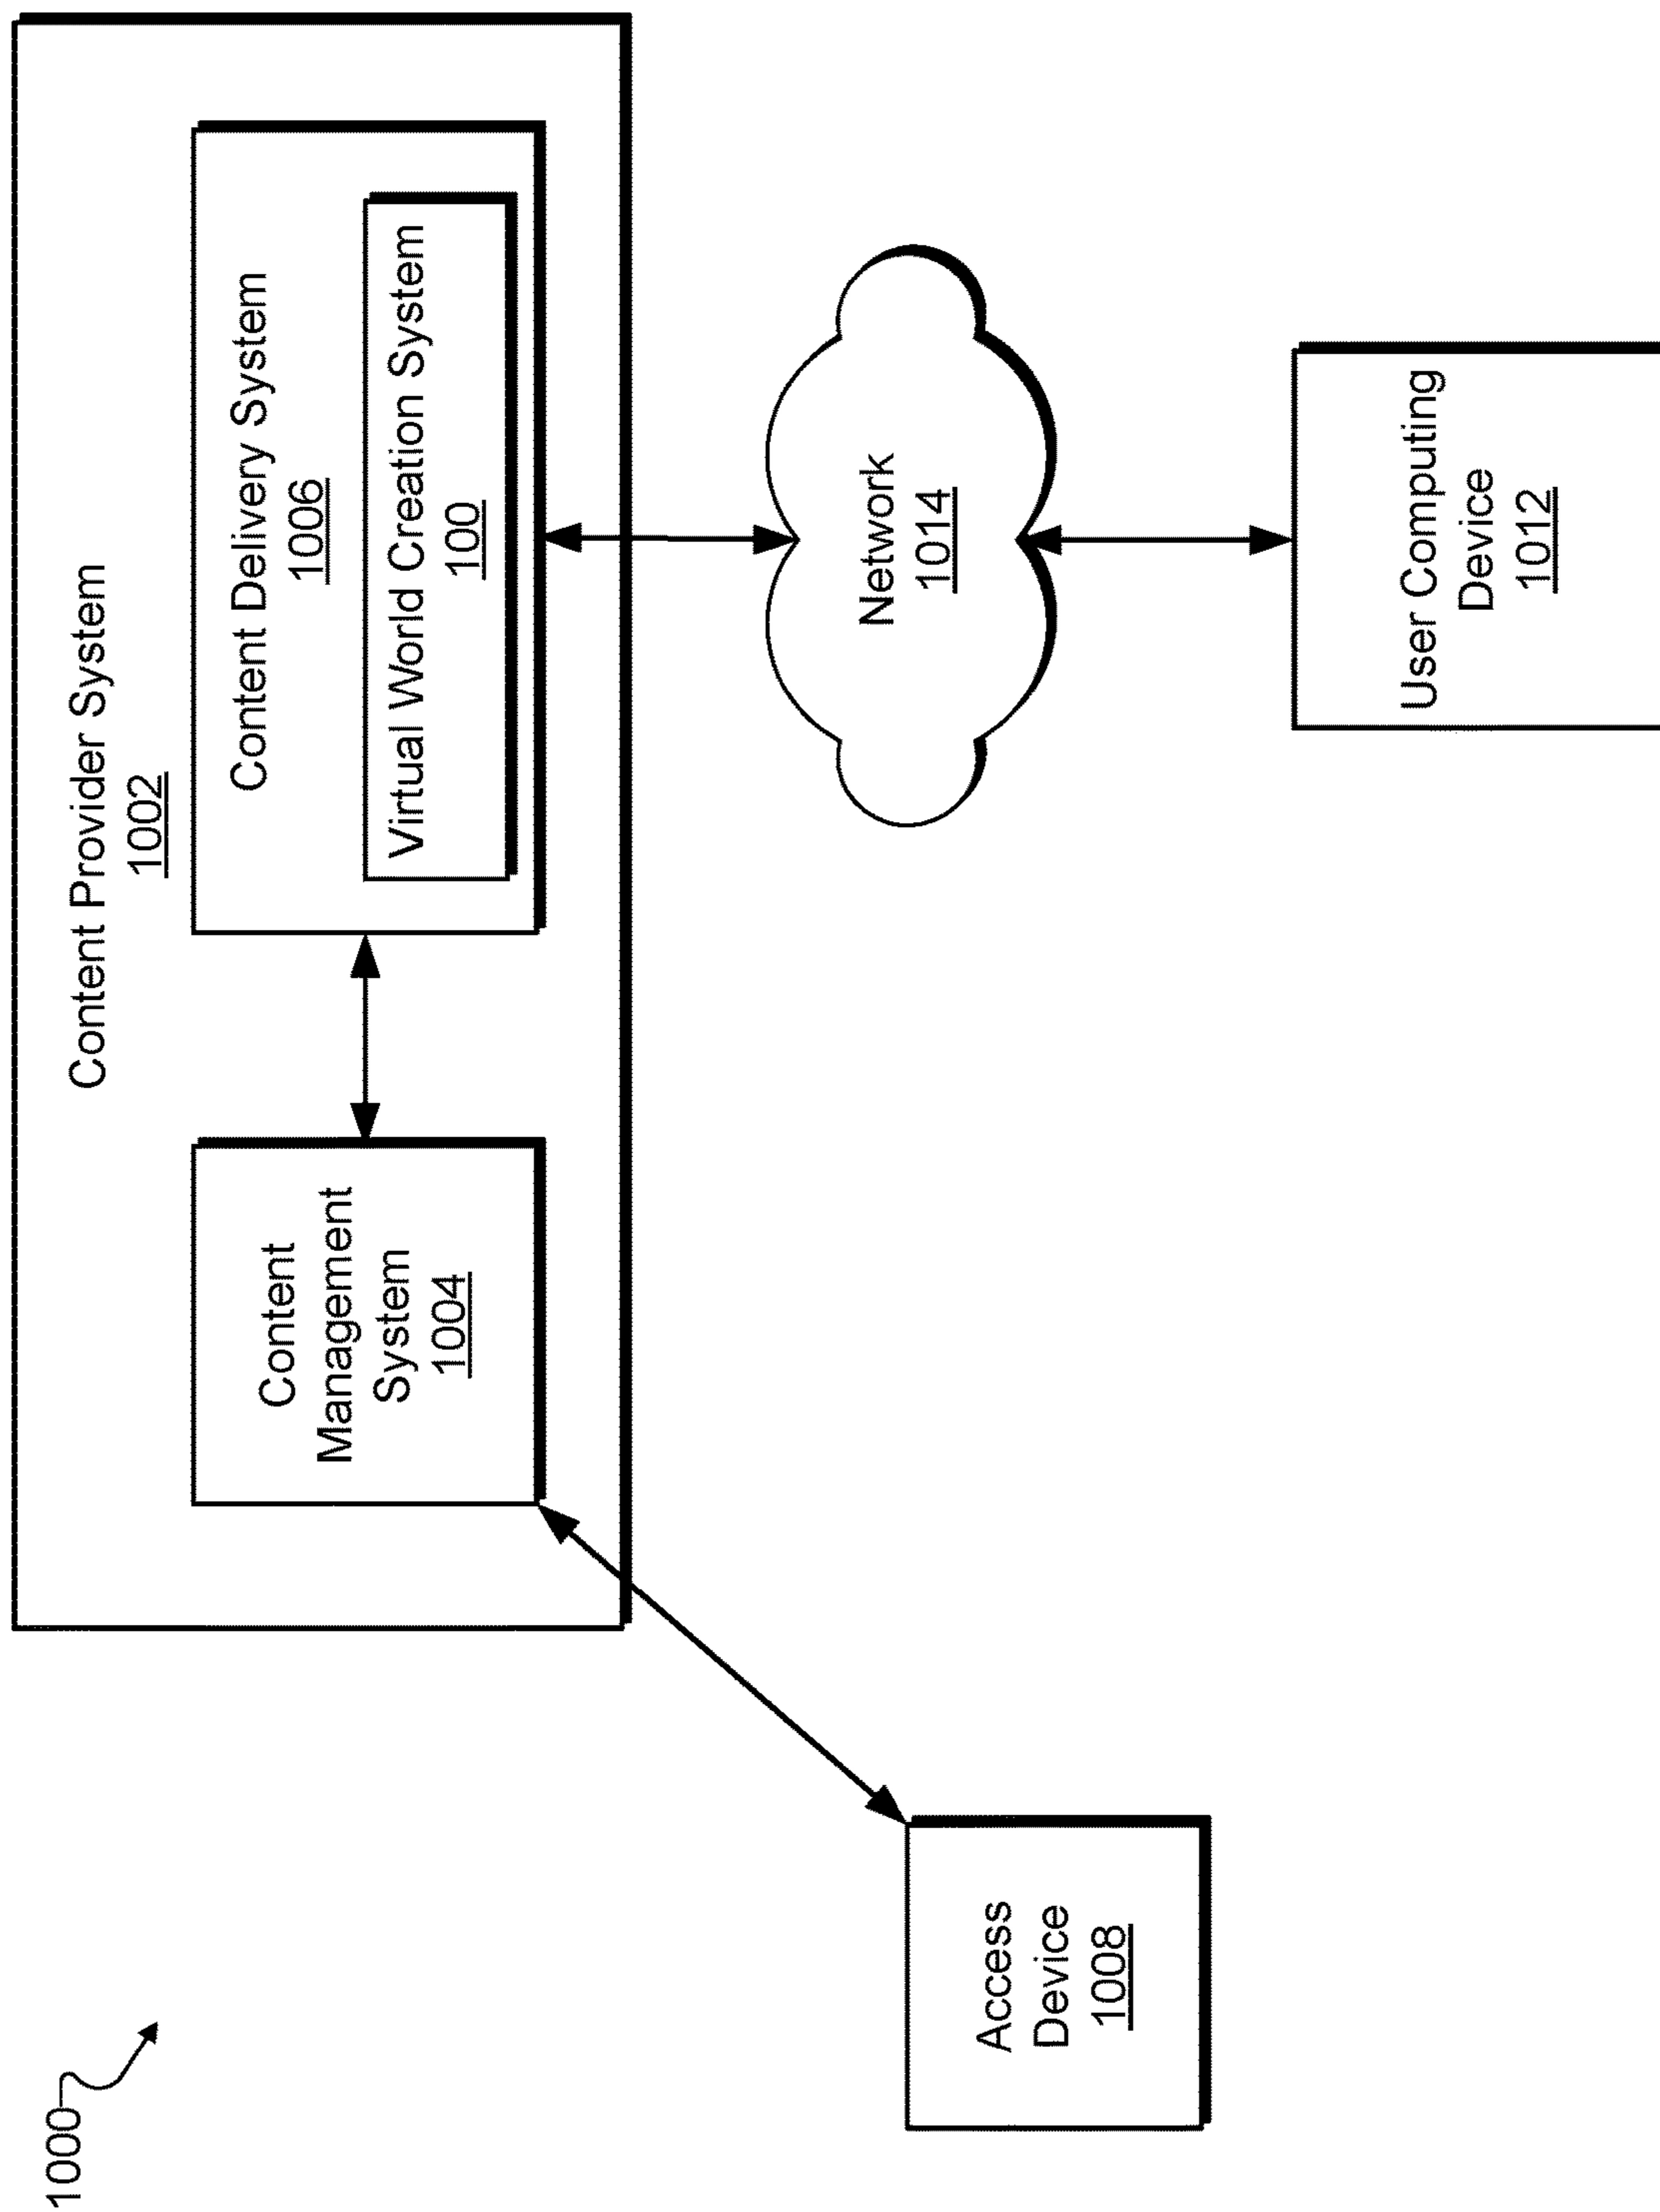 1000
Content Provider System
1002
Content
Management
System
1004
Content Delivery System
1006
Virtual World Creation System
100
Access
Device
1008
Network
1014
User Computing
Device
1012